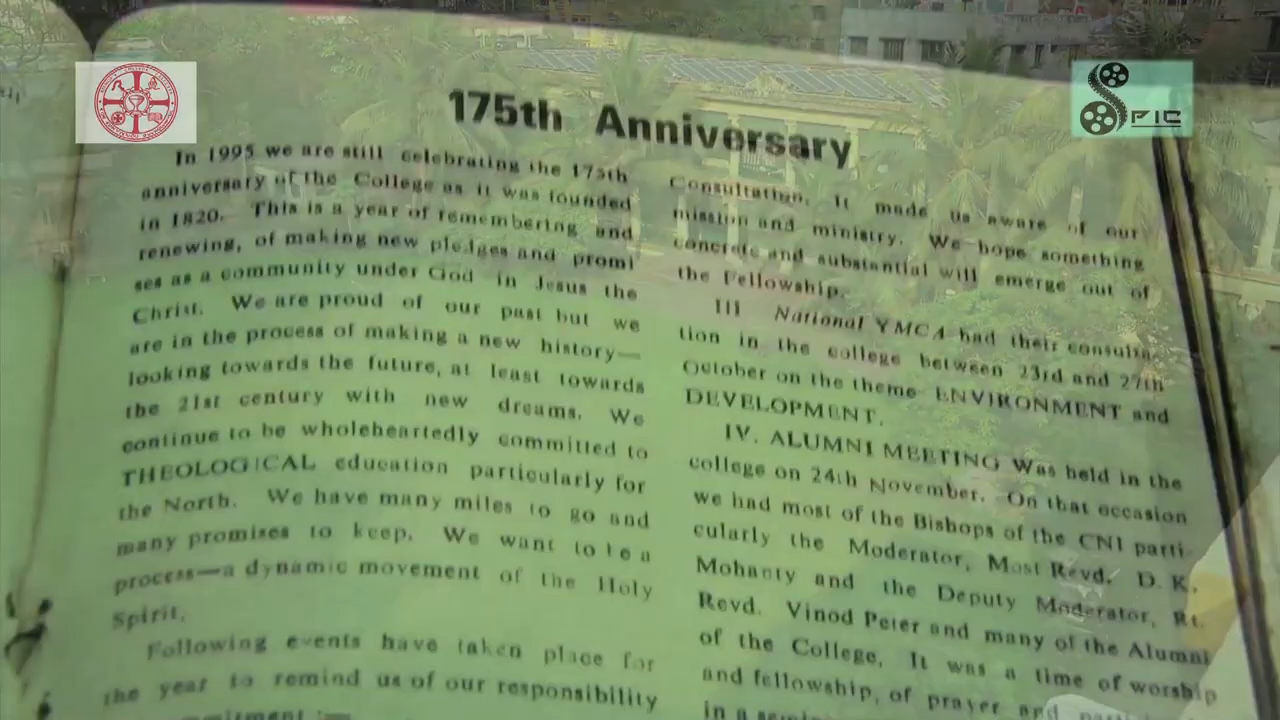 175th Anniversary
In 1995 we are still celebrating the 175th
anniversary of the College as it was founded
in 1820. This is a year of remembering and
renewing, of making new pledges and promi
ses as a community under God in Jesus the
Christ. We are proud of our past but we
are in the process of making a new history—
looking towards the future, at least towards
the 21st century with new dreams. We
continue to be wholeheartedly committed to
THEOLOGICAL education particularly for
the North. We have many miles to go and
many promises to keep. We want to be a
process—a dynamic movement of the Holy
Spirit.
Following events have taken place for
the year to remind us of our responsibility
Consultation. It made us aware of our
mission and ministry. We hope something
concrete and substantial will emerge out of
the Fellowship.
III National YMCA had their consulta-
tion in the college between 23rd and 27th
October on the theme ENVIRONMENT and
DEVELOPMENT.
IV. ALUMNI MEETING Was held in the
college on 24th November. On that occasion
we had most of the Bishops of the CNI parti-
cularly the Moderator, Most Revd. D. K.
Mohanty and the Deputy Moderator, Rt.
Revd. Vinod Peter and many of the Alumni
of the College. It was a time of worship
and fellowship, of prayer and
in a
SPIC